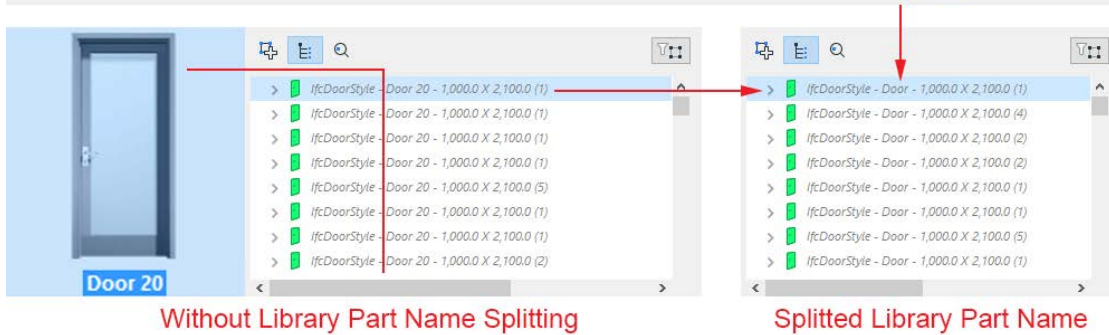 IfcDoorStyle - Door 20 - 1,000.0 X 2,100.0 (1)
IfcDoorStyle - Door 20 - 1,000.0 X 2,100.0 (1)
IfcDoorStyle - Door 20 - 1,000.0 X 2,100.0 (1)
IfcDoorStyle - Door 20 - 1,000.0 X 2,100.0 (1)
IfcDoorStyle - Door 20 - 1,000.0 X 2,100.0 (5)
IfcDoorStyle - Door 20 - 1,000.0 X 2,100.0 (1)
IfcDoorStyle - Door 20 - 1,000.0 X 2,100.0 (1)
IfcDoorStyle - Door 20 - 1,000.0 X 2,100.0 (2)
Door 20
Without Library Part Name Splitting
IfcDoorStyle - Door - 1,000.0 X 2,100.0 (1)
IfcDoorStyle - Door - 1,000.0 X 2,100.0 (4)
IfcDoorStyle - Door - 1,000.0 X 2,100.0 (2)
IfcDoorStyle - Door - 1,000.0 X 2,100.0 (2)
IfcDoorStyle - Door - 1,000.0 X 2,100.0 (1)
IfcDoorStyle - Door - 1,000.0 X 2,100.0 (1)
IfcDoorStyle - Door - 1,000.0 X 2,100.0 (5)
IfcDoorStyle - Door - 1,000.0 X 2,100.0 (1)
Splitted Library Part Name